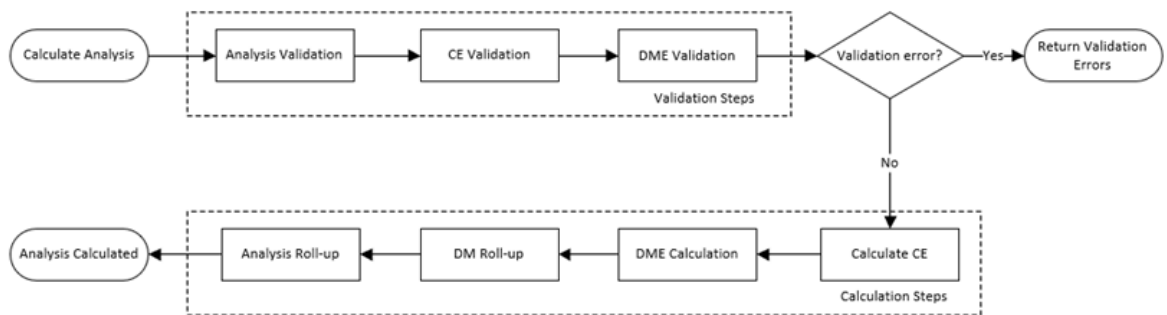 Calculate Analysis
Analysis Validation
CE Validation
DME Validation
Validation error?
Yes
Return Validation
Errors
Validation Steps
No
Analysis Calculated
Analysis Roll-up
DM Roll-up
DME Calculation
Calculate CE
Calculation Steps